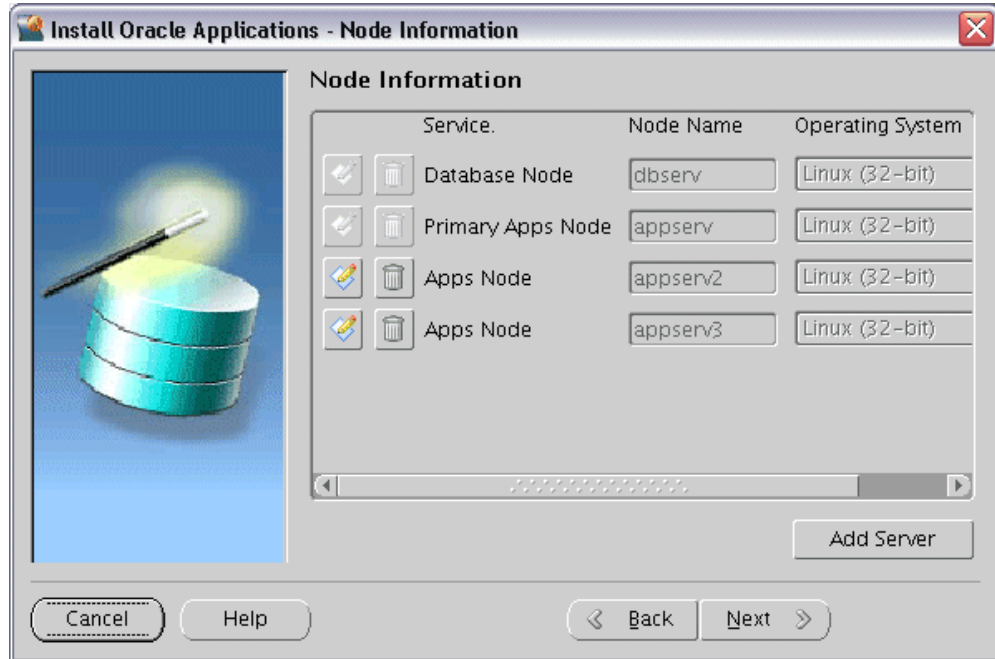 Install Oracle Applications - Node Information
Node Information
Service. Node Name Operating System
Database Node dbserv Linux (32-bit)
Primary Apps Node appserv Linux (32-bit)
Apps Node appserv2 Linux (32-bit)
Apps Node appserv3 Linux (32-bit)
Add Server
Cancel Help Back Next